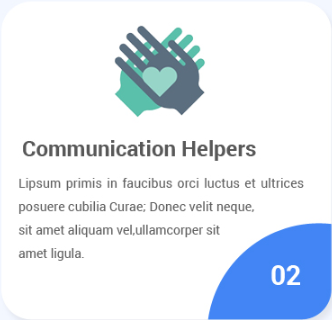 Communication Helpers
Lipsum primis in faucibus orci luctus et ultrices
posuere cubilia Curae; Donec velit neque,
sit amet aliquam vel,ullamcorper sit
amet ligula.
02